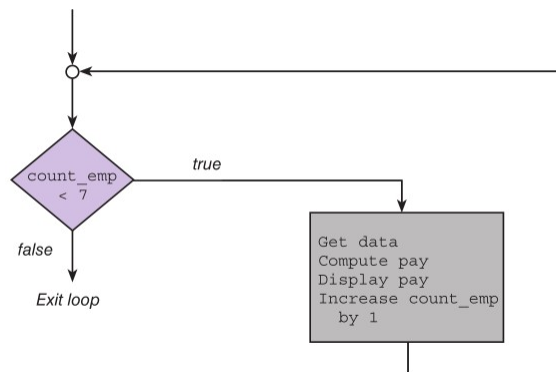 true
count_emp
< 7
false
Exit loop
Get data
Compute pay
Display pay
Increase count_emp
by 1